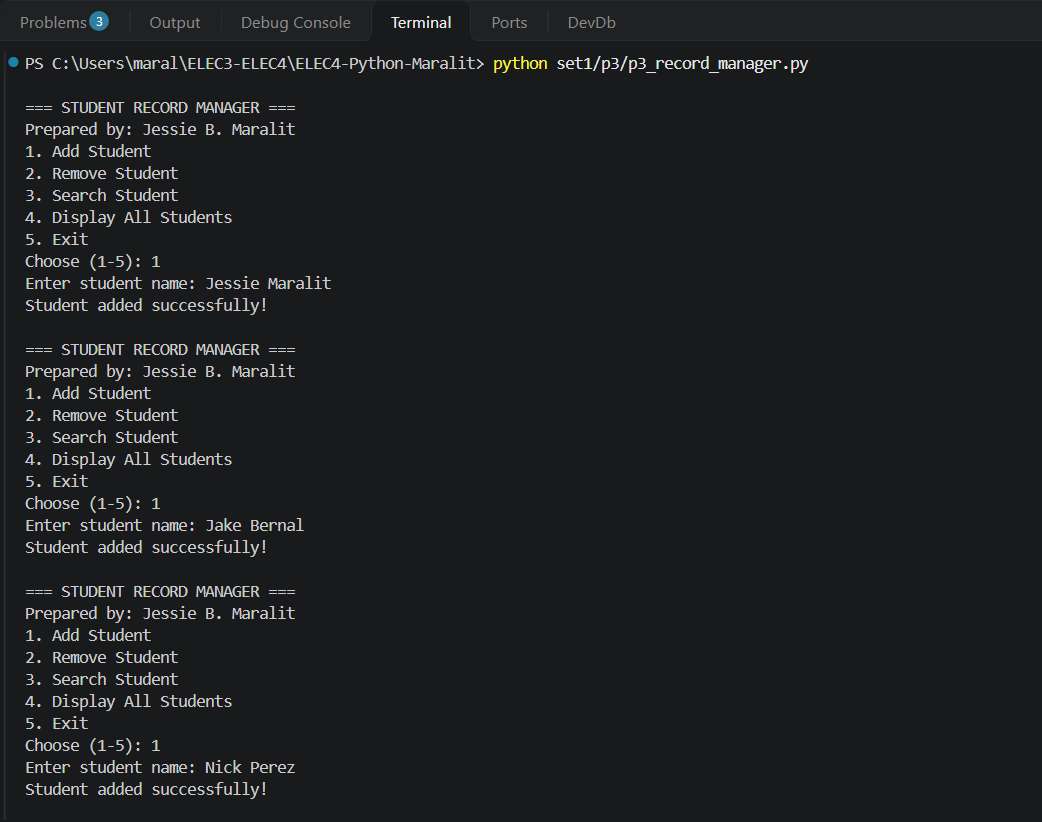 Problems 3 Output Debug Console Terminal Ports DevDb
PS C:\Users\maral\ELEC3-ELEC4\ELEC4-Python-Maralit> python set1/p3/p3_record_manager.py
=== STUDENT RECORD MANAGER ===
Prepared by: Jessie B. Maralit
1. Add Student
2. Remove Student
3. Search Student
4. Display All Students
5. Exit
Choose (1-5): 1
Enter student name: Jessie Maralit
Student added successfully!
=== STUDENT RECORD MANAGER ===
Prepared by: Jessie B. Maralit
1. Add Student
2. Remove Student
3. Search Student
4. Display All Students
5. Exit
Choose (1-5): 1
Enter student name: Jake Bernal
Student added successfully!
=== STUDENT RECORD MANAGER ===
Prepared by: Jessie B. Maralit
1. Add Student
2. Remove Student
3. Search Student
4. Display All Students
5. Exit
Choose (1-5): 1
Enter student name: Nick Perez
Student added successfully!